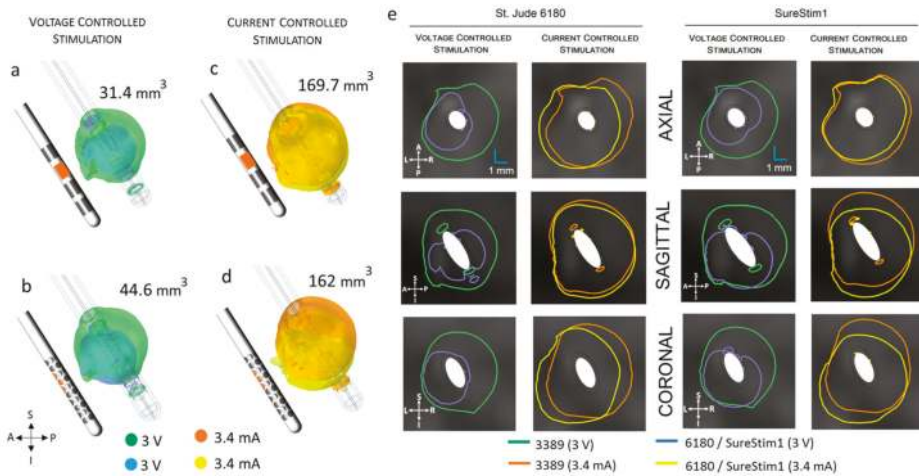 VOLTAGE CONTROLLED
STIMULATION
CURRENT CONTROLLED
STIMULATION
a
31.4 mm³
c
169.7 mm³
b
44.6 mm³
d
162 mm³
S
A P
I
3 V
3.4 mA
3 V
3.4 mA
e
St. Jude 6180
SureStim1
VOLTAGE CONTROLLED
STIMULATION
CURRENT CONTROLLED
STIMULATION
VOLTAGE CONTROLLED
STIMULATION
CURRENT CONTROLLED
STIMULATION
A
L R
P
1 mm
AXIAL
A
L R
P
1 mm
S
A P
I
SAGITTAL
S
A P
I
S
L R
I
CORONAL
S
L R
I
3389 (3 V)
6180 / SureStim1 (3 V)
3389 (3.4 mA)
6180 / SureStim1 (3.4 mA)